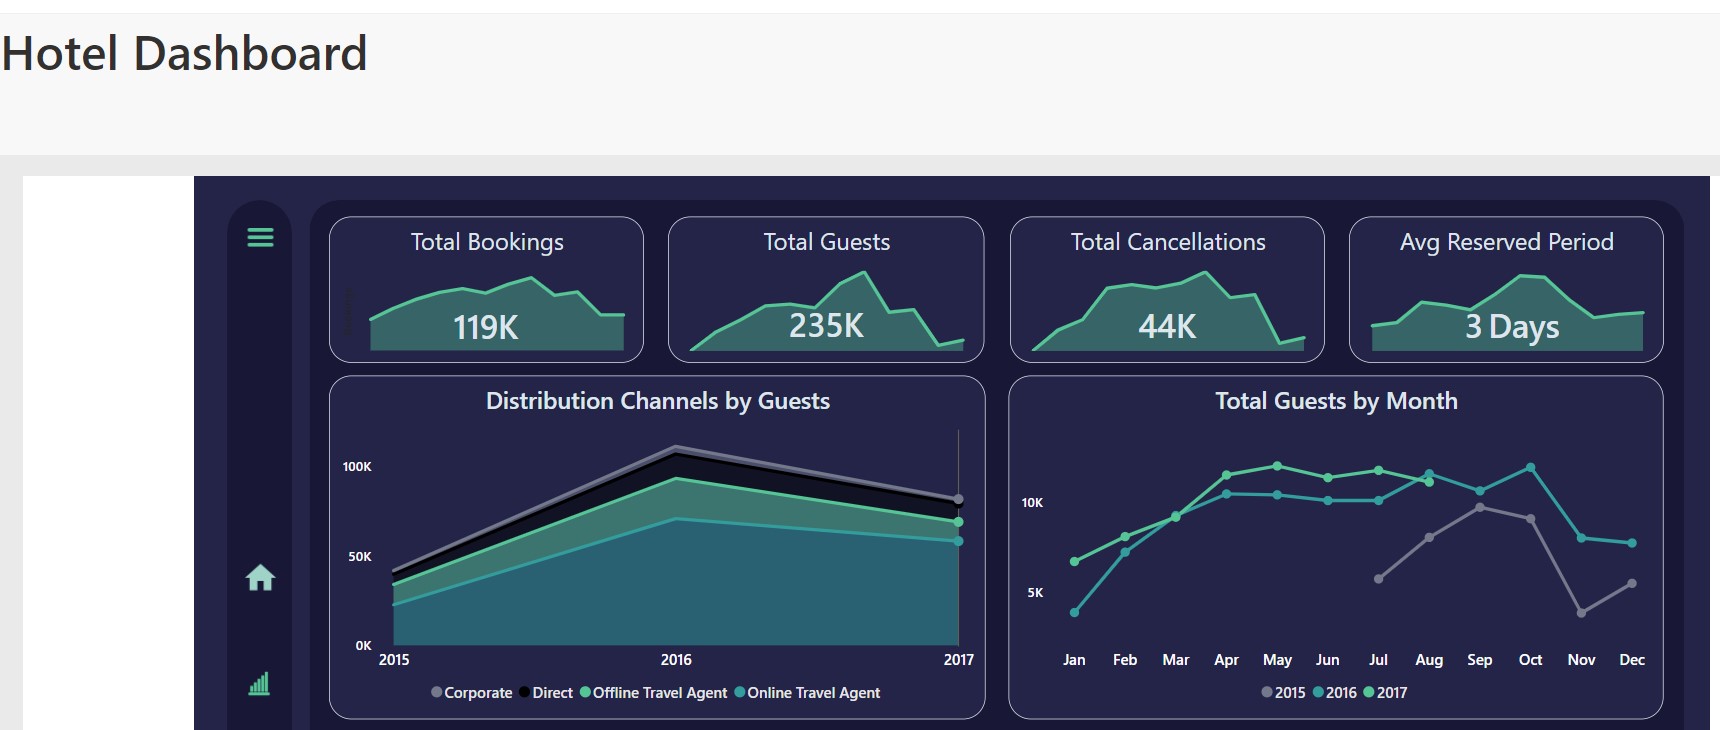 Hotel Dashboard
Total Bookings
119K
Total Guests
235K
Total Cancellations
44K
Avg Reserved Period
3 Days
Distribution Channels by Guests
100K
50K
0K
2015 2016 2017
Corporate Direct Offline Travel Agent Online Travel Agent
Total Guests by Month
10K
5K
Jan Feb Mar Apr May Jun Jul Aug Sep Oct Nov Dec
2015 2016 2017